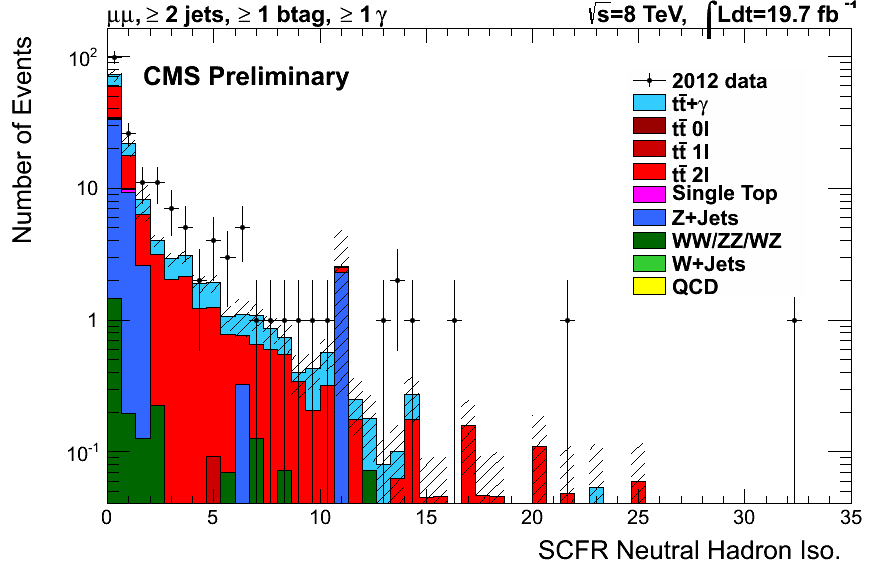 μμ, ≥ 2 jets, ≥ 1 btag, ≥ 1 γ
√s=8 TeV, ∫Ldt=19.7 fb⁻¹
CMS Preliminary
2012 data
tt̄+γ
tt̄ 0l
tt̄ 1l
tt̄ 2l
Single Top
Z+Jets
WW/ZZ/WZ
W+Jets
QCD
Number of Events
10²
10
1
10⁻¹
0 5 10 15 20 25 30 35
SCFR Neutral Hadron Iso.